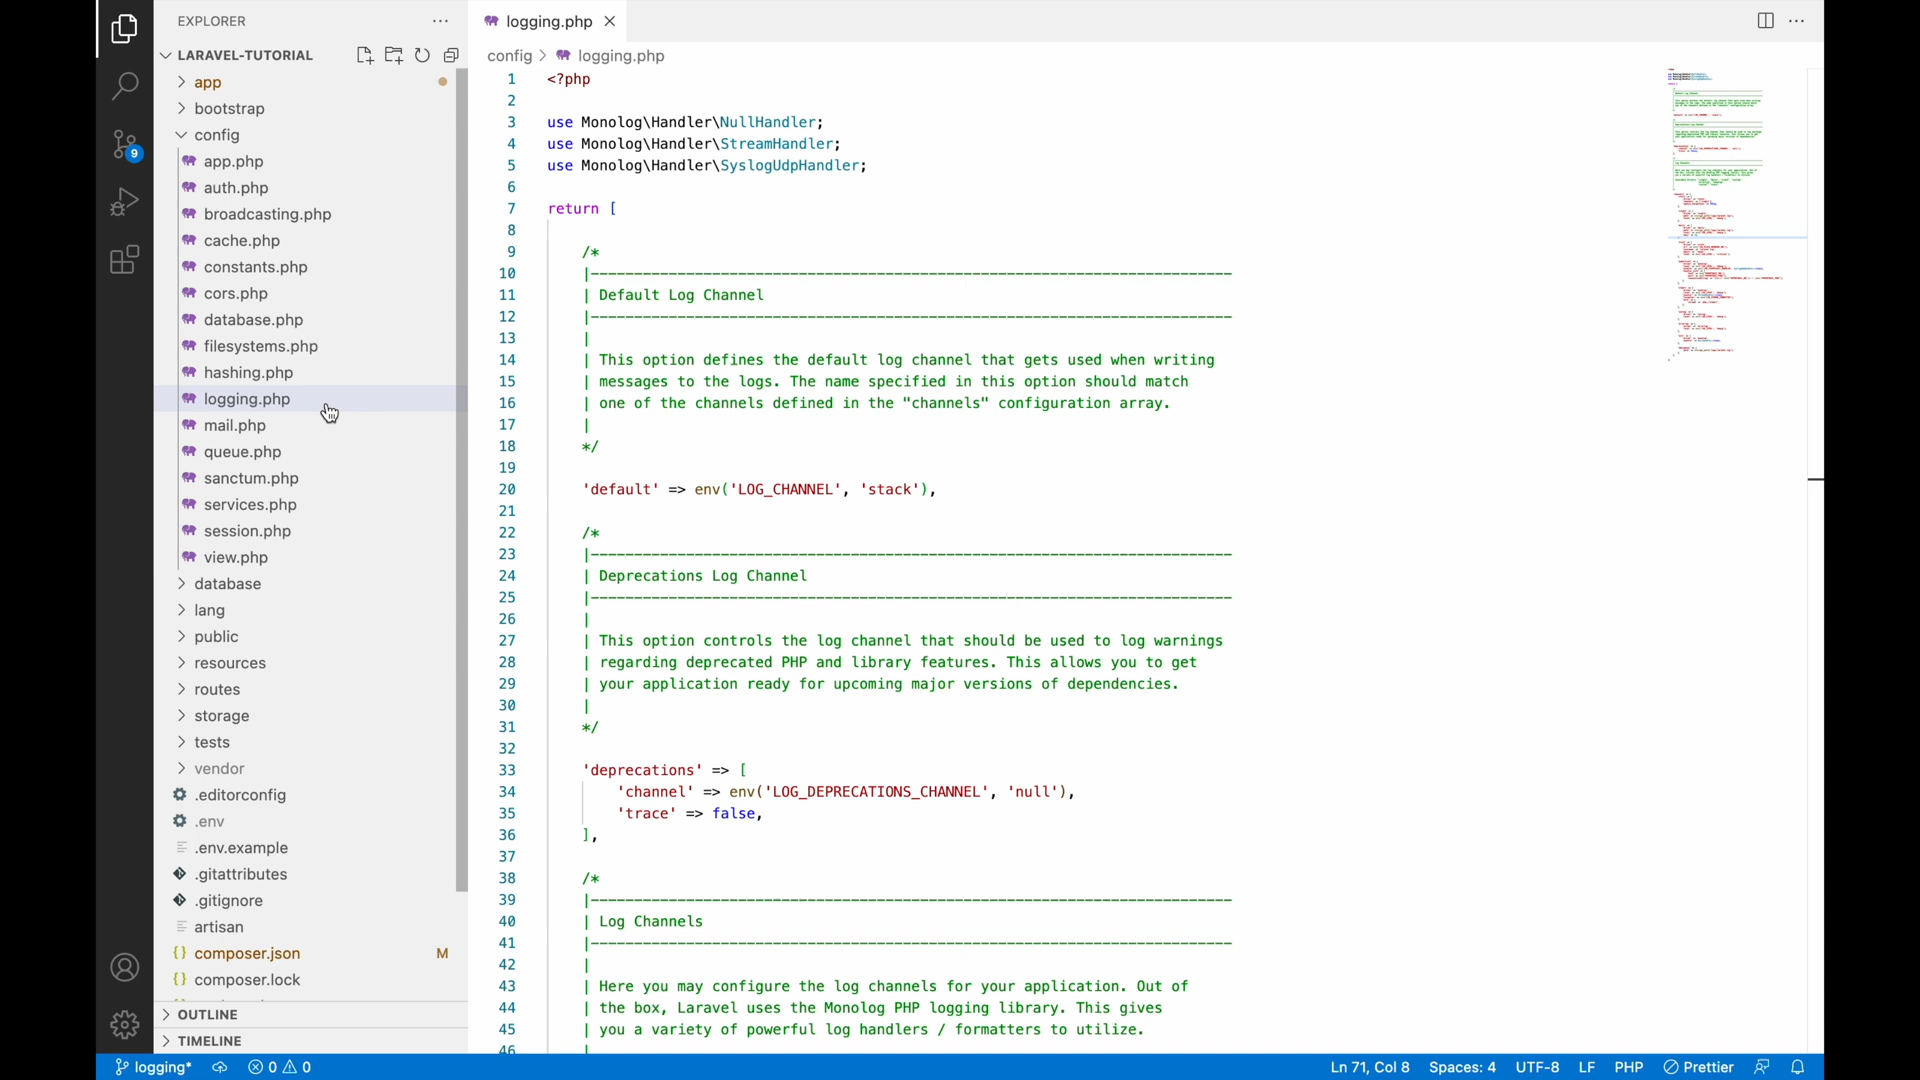 EXPLORER
LARAVEL-TUTORIAL
app
bootstrap
config
app.php
auth.php
broadcasting.php
cache.php
constants.php
cors.php
database.php
filesystems.php
hashing.php
logging.php
mail.php
queue.php
sanctum.php
services.php
session.php
view.php
database
lang
public
resources
routes
storage
tests
vendor
.editorconfig
.env
.env.example
.gitattributes
.gitignore
artisan
composer.json M
composer.lock
OUTLINE
TIMELINE
9
logging.php
config > logging.php
1 <?php
2
3 use Monolog\Handler\NullHandler;
4 use Monolog\Handler\StreamHandler;
5 use Monolog\Handler\SyslogUdpHandler;
6
7 return [
8
9 /*
10 |--------------------------------------------------------------------------
11 | Default Log Channel
12 |--------------------------------------------------------------------------
13 |
14 | This option defines the default log channel that gets used when writing
15 | messages to the logs. The name specified in this option should match
16 | one of the channels defined in the "channels" configuration array.
17 |
18 */
19
20 'default' => env('LOG_CHANNEL', 'stack'),
21
22 /*
23 |--------------------------------------------------------------------------
24 | Deprecations Log Channel
25 |--------------------------------------------------------------------------
26 |
27 | This option controls the log channel that should be used to log warnings
28 | regarding deprecated PHP and library features. This allows you to get
29 | your application ready for upcoming major versions of dependencies.
30 |
31 */
32
33 'deprecations' => [
34 'channel' => env('LOG_DEPRECATIONS_CHANNEL', 'null'),
35 'trace' => false,
36 ],
37
38 /*
39 |--------------------------------------------------------------------------
40 | Log Channels
41 |--------------------------------------------------------------------------
42 |
43 | Here you may configure the log channels for your application. Out of
44 | the box, Laravel uses the Monolog PHP logging library. This gives
45 | you a variety of powerful log handlers / formatters to utilize.
46 |
logging* 0 0 Ln 71, Col 8 Spaces: 4 UTF-8 LF PHP Prettier